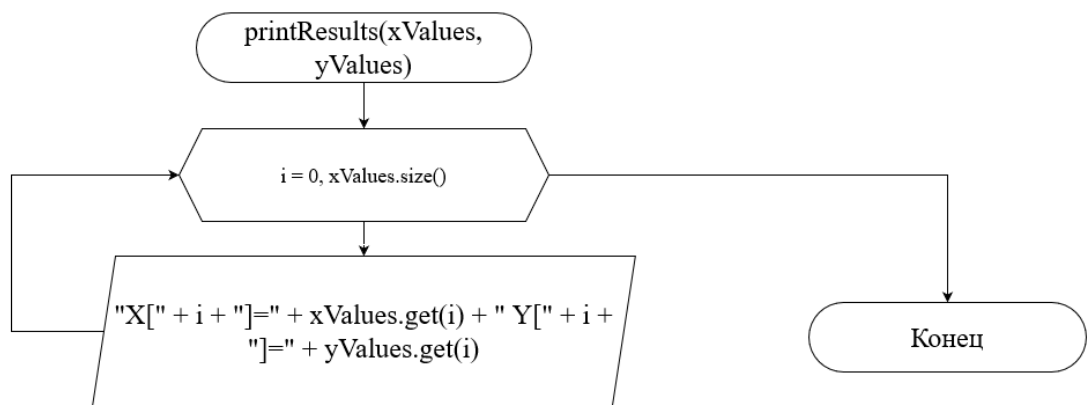 printResults(xValues,
yValues)
i = 0, xValues.size()
"X[" + i + "]=" + xValues.get(i) + " Y[" + i +
"]=" + yValues.get(i)
Конец